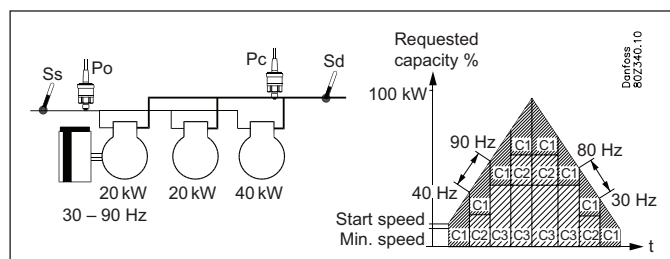 Ss
Po
Pc
Sd
20 kW
20 kW
40 kW
30 – 90 Hz
Requested
capacity %
100 kW
90 Hz
80 Hz
40 Hz
30 Hz
Start speed
Min. speed
C1
C1
C1
C2
C2
C1
C1
C1
C1
C2
C3
C3
C3
C3
C2
C1
t
Danfoss
80Z340.10